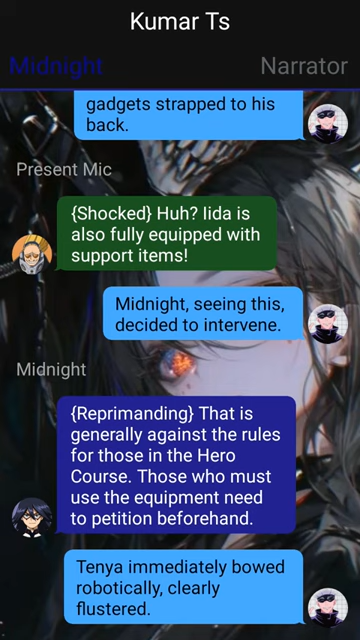 Kumar Ts
Midnight
Narrator
gadgets strapped to his
back.
Present Mic
{Shocked} Huh? Iida is
also fully equipped with
support items!
Midnight, seeing this,
decided to intervene.
Midnight
{Reprimanding} That is
generally against the rules
for those in the Hero
Course. Those who must
use the equipment need
to petition beforehand.
Tenya immediately bowed
robotically, clearly
flustered.